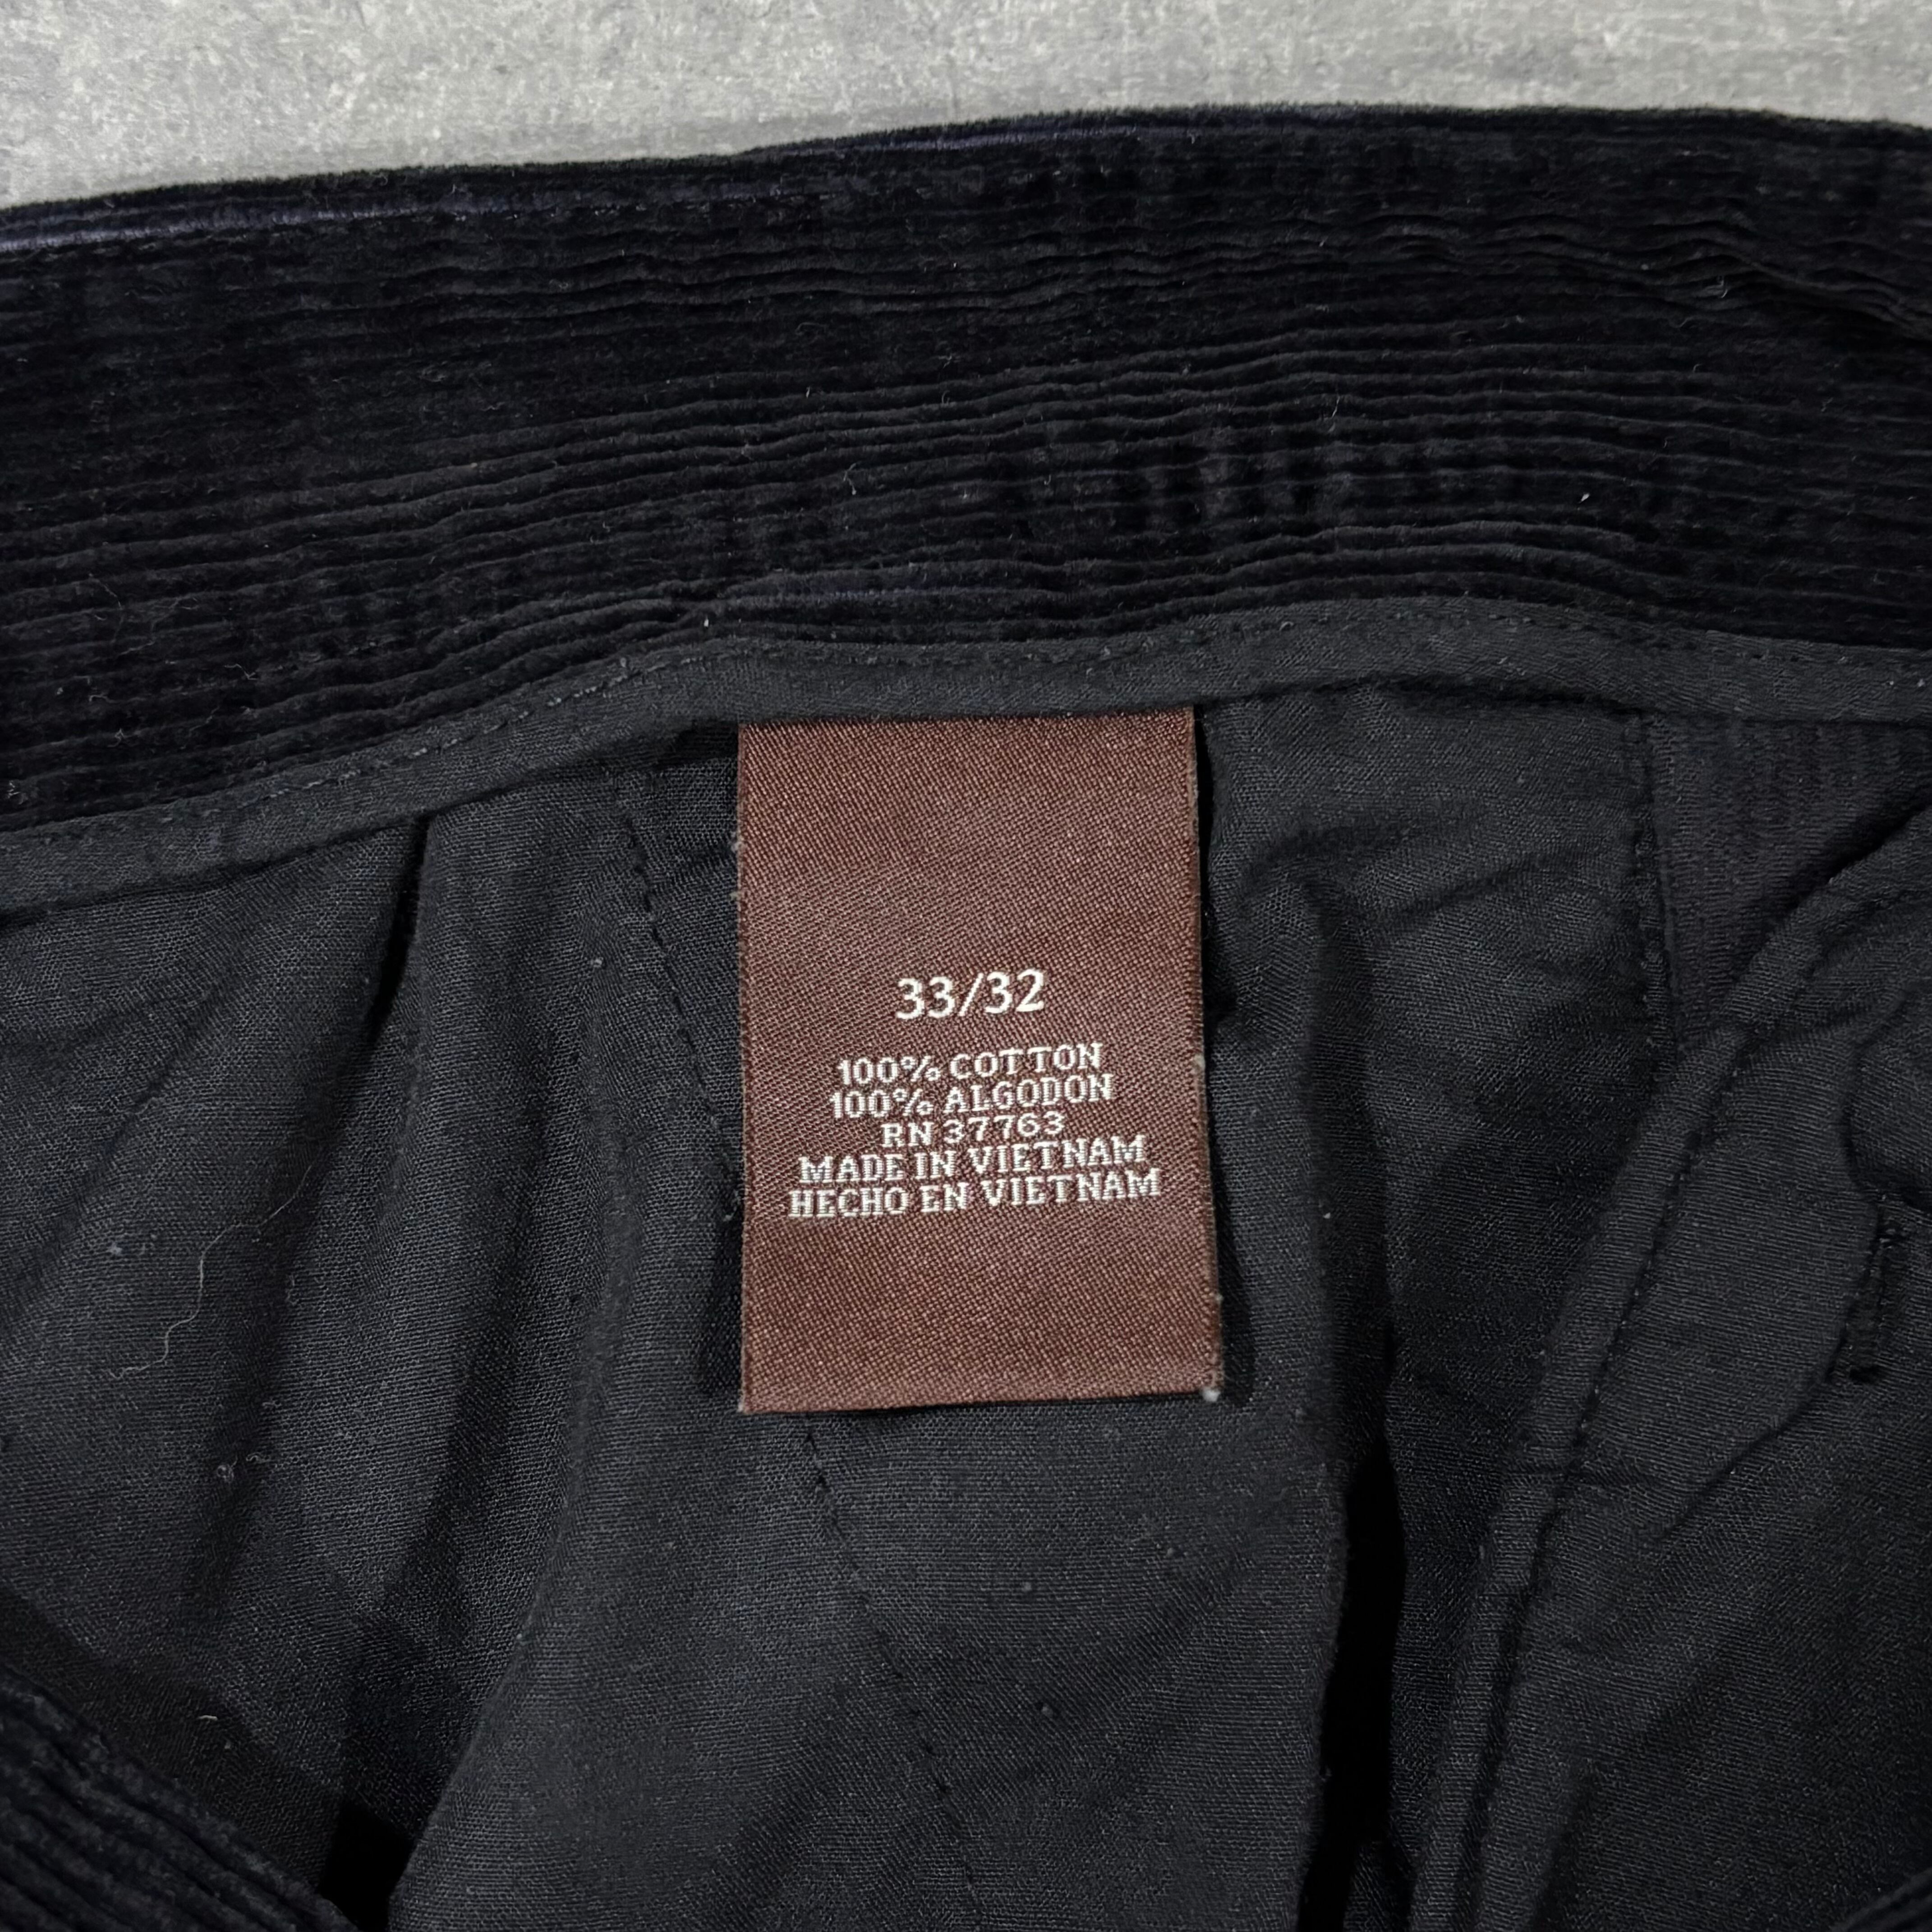 33/32
100% COTTON
100% ALGODON
RN 37763
MADE IN VIETNAM
HECHO EN VIETNAM